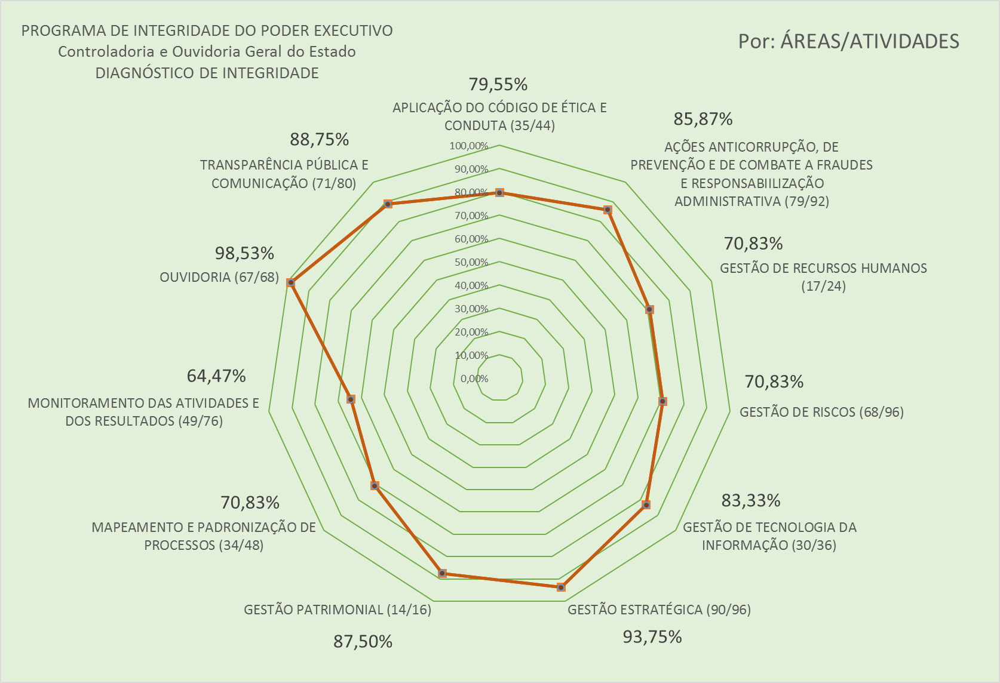 PROGRAMA DE INTEGRIDADE DO PODER EXECUTIVO
Controladoria e Ouvidoria Geral do Estado
DIAGNÓSTICO DE INTEGRIDADE
Por: ÁREAS/ATIVIDADES
79,55%
APLICAÇÃO DO CÓDIGO DE ÉTICA E
CONDUTA (35/44)
85,87%
AÇÕES ANTICORRUPÇÃO, DE
PREVENÇÃO E DE COMBATE A FRAUDES
E RESPONSABIILIZAÇÃO
ADMINISTRATIVA (79/92)
70,83%
GESTÃO DE RECURSOS HUMANOS
(17/24)
70,83%
GESTÃO DE RISCOS (68/96)
83,33%
GESTÃO DE TECNOLOGIA DA
INFORMAÇÃO (30/36)
GESTÃO ESTRATÉGICA (90/96)
93,75%
GESTÃO PATRIMONIAL (14/16)
87,50%
70,83%
MAPEAMENTO E PADRONIZAÇÃO DE
PROCESSOS (34/48)
64,47%
MONITORAMENTO DAS ATIVIDADES E
DOS RESULTADOS (49/76)
98,53%
OUVIDORIA (67/68)
88,75%
TRANSPARÊNCIA PÚBLICA E
COMUNICAÇÃO (71/80)
100,00%
90,00%
80,00%
70,00%
60,00%
50,00%
40,00%
30,00%
20,00%
10,00%
0,00%